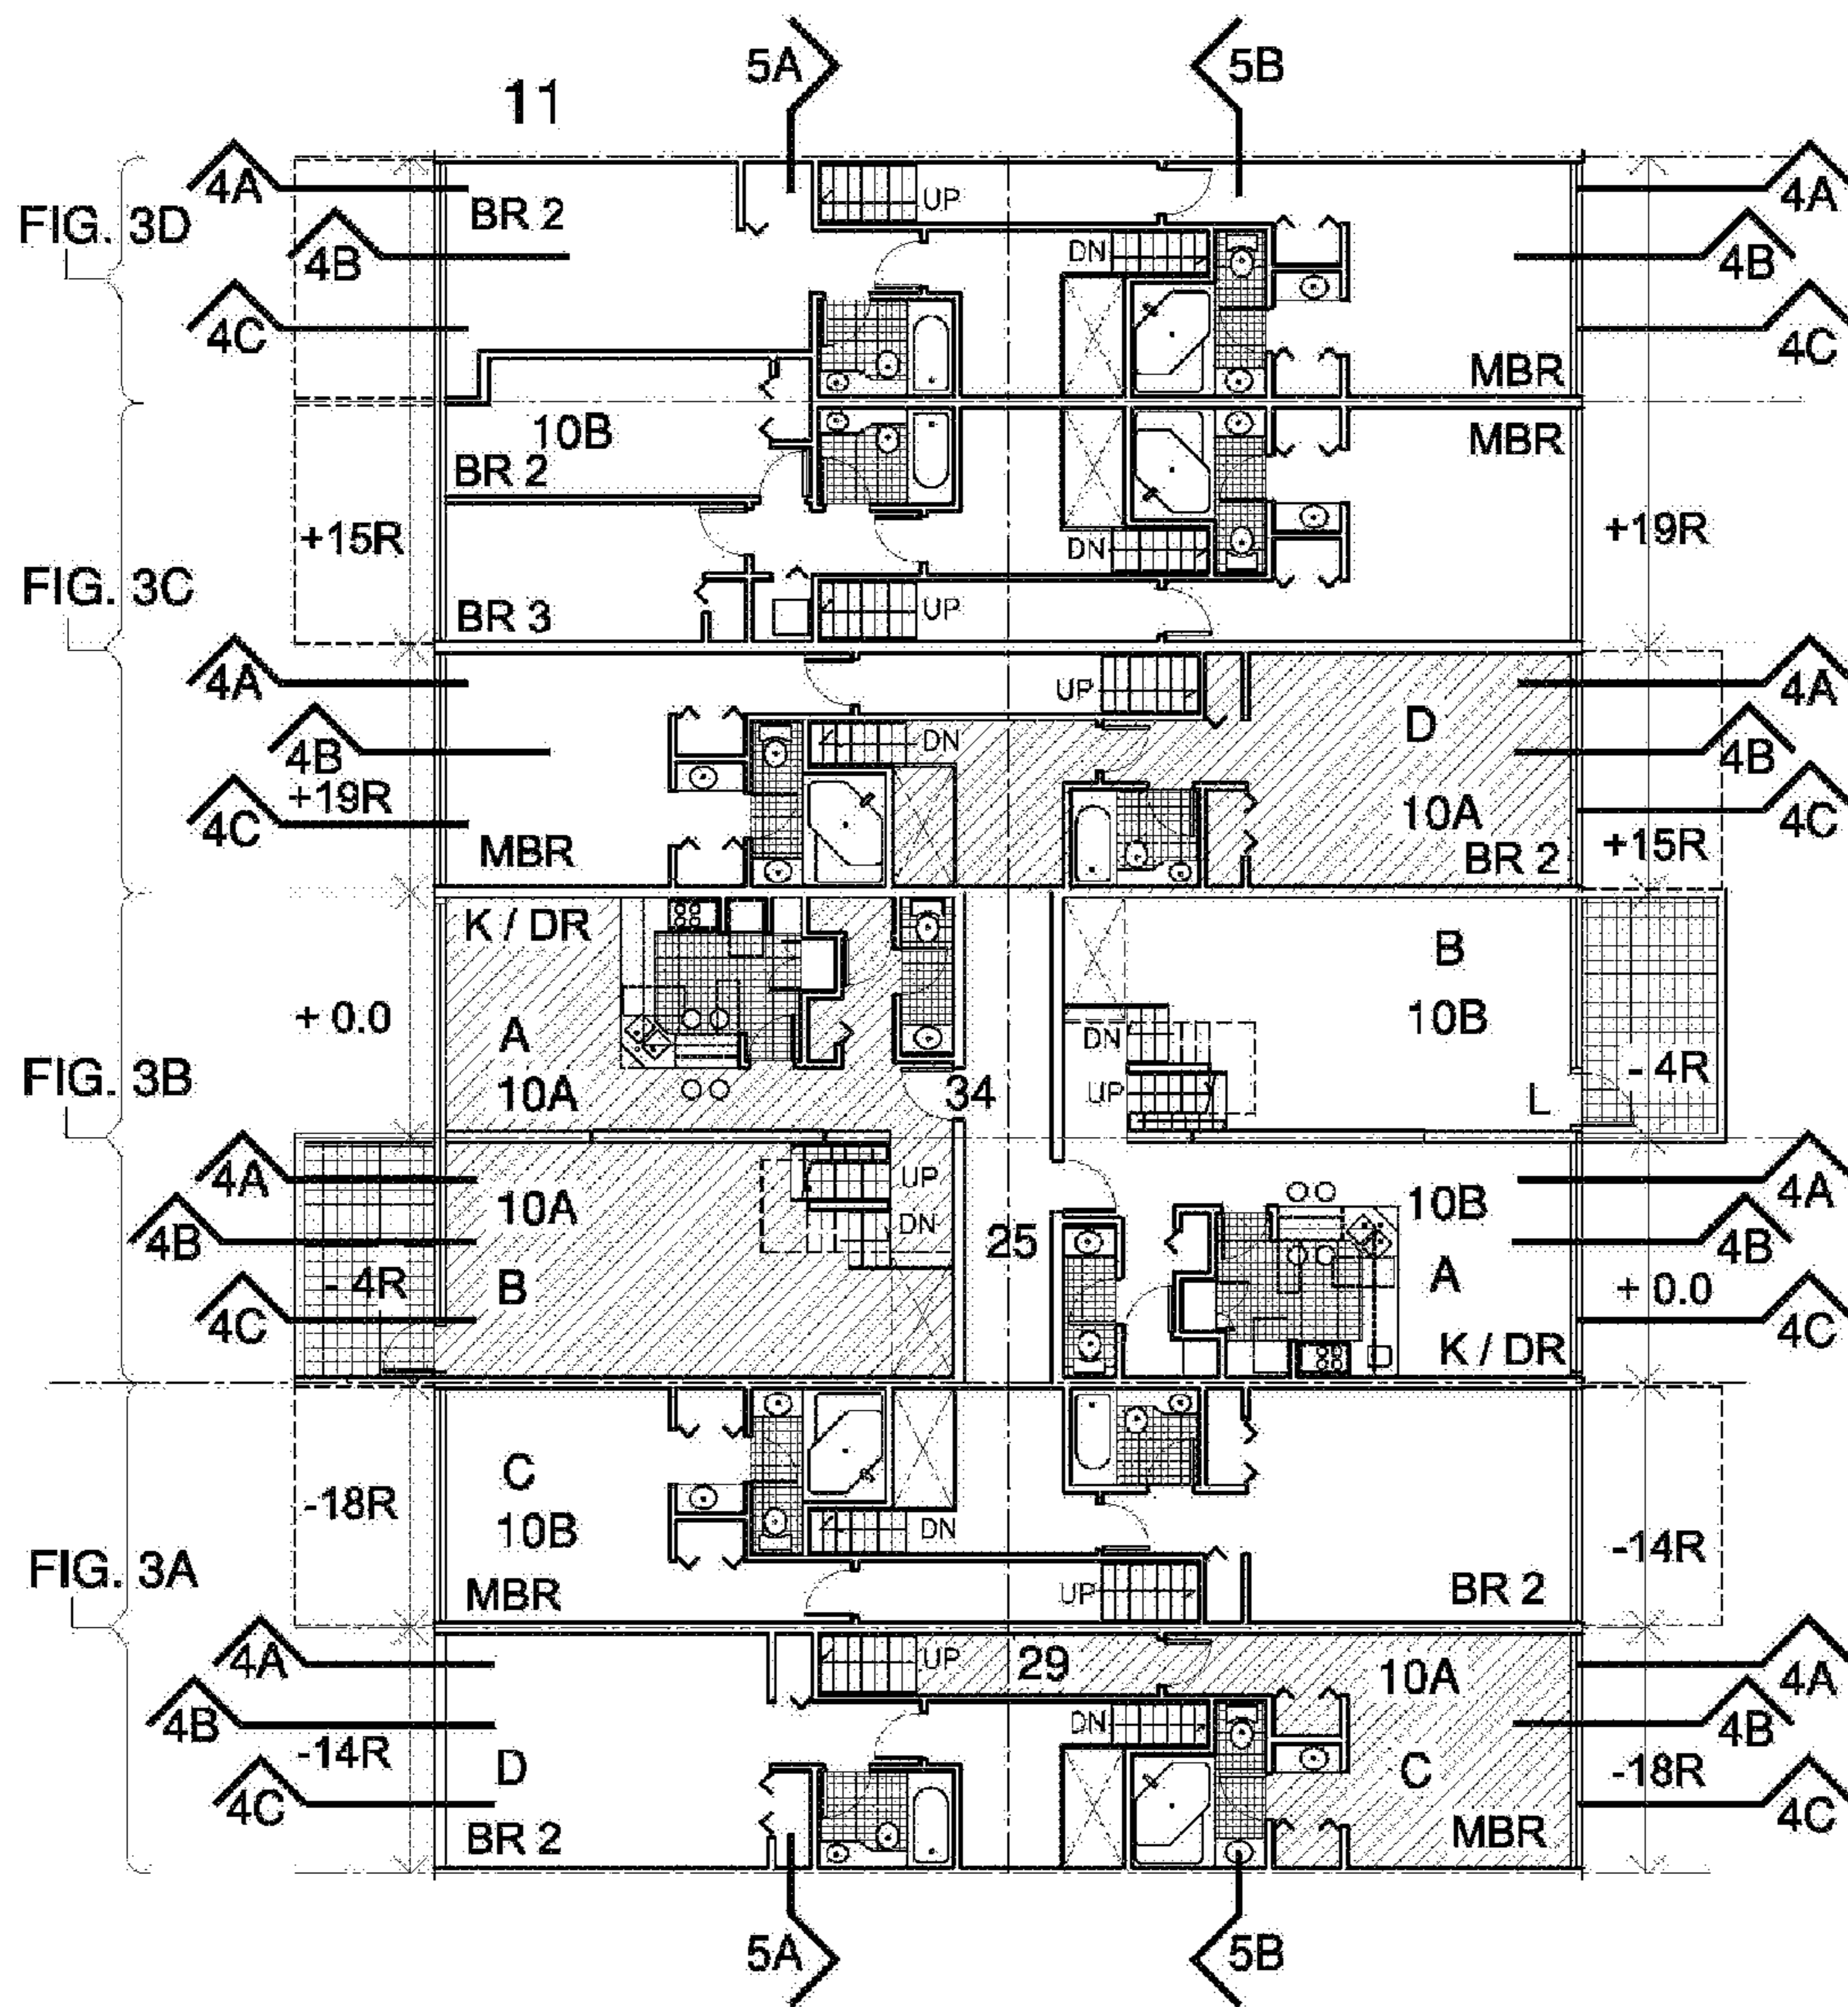 5A 5B
11
4A 4A
FIG. 3D BR 2 UP
4B DN 4B
4C MBR 4C
10B MBR
BR 2
+15R DN +19R
FIG. 3C
BR 3 UP
4A UP 4A
D
4B DN 4B
+19R 10A
4C MBR BR 2 +15R 4C
K / DR
B
+ 0.0 A 10B
DN
FIG. 3B 10A 34 UP L - 4R
4A 10A UP 10B 4A
4B DN 25 4B
- 4R B A + 0.0
4C K / DR 4C
C
-18R 10B DN -14R
FIG. 3A MBR UP BR 2
4A UP 29 10A 4A
4B DN 4B
-14R D C -18R
4C BR 2 MBR 4C
5A 5B